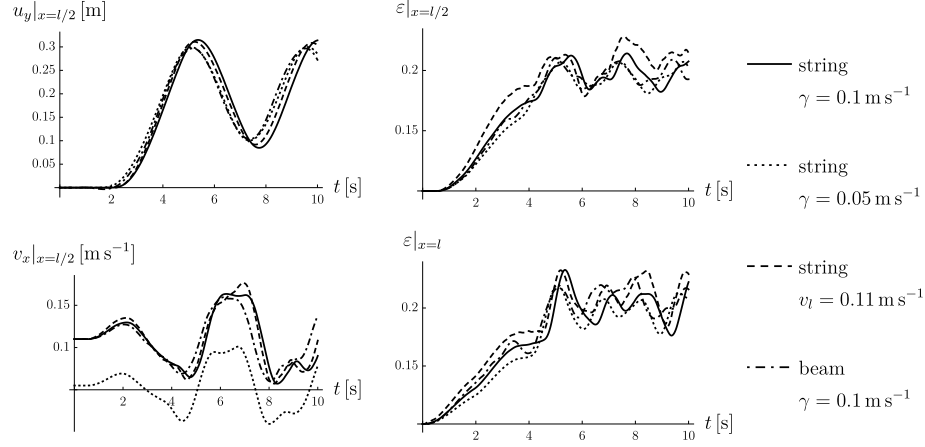 u_y|_{x=l/2} [m]
0.3
0.25
0.2
0.15
0.1
0.05
2 4 6 8 10
t [s]
ε|_{x=l/2}
0.2
0.15
2 4 6 8 10
t [s]
v_x|_{x=l/2} [m s⁻¹]
0.15
0.1
2 4 6 8 10
t [s]
ε|_{x=l}
0.2
0.15
0.1
2 4 6 8 10
t [s]
string
γ = 0.1 m s⁻¹
string
γ = 0.05 m s⁻¹
string
v_l = 0.11 m s⁻¹
beam
γ = 0.1 m s⁻¹